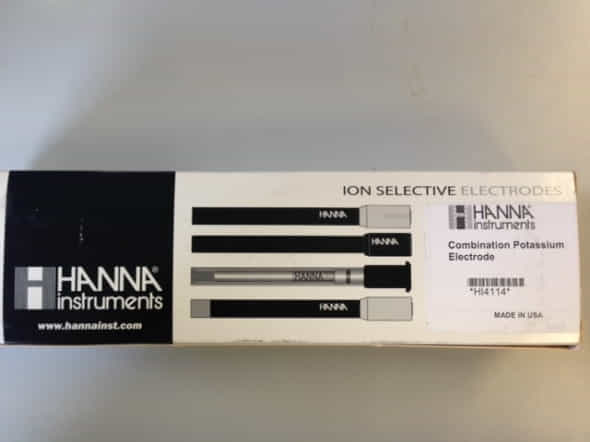 ION SELECTIVE ELECTRODES
HANNA
HANNA
HANNA
HANNA
HANNA®
instruments
www.hannainst.com
HANNA®
instruments
Combination Potassium
Electrode
*HI4114*
MADE IN USA